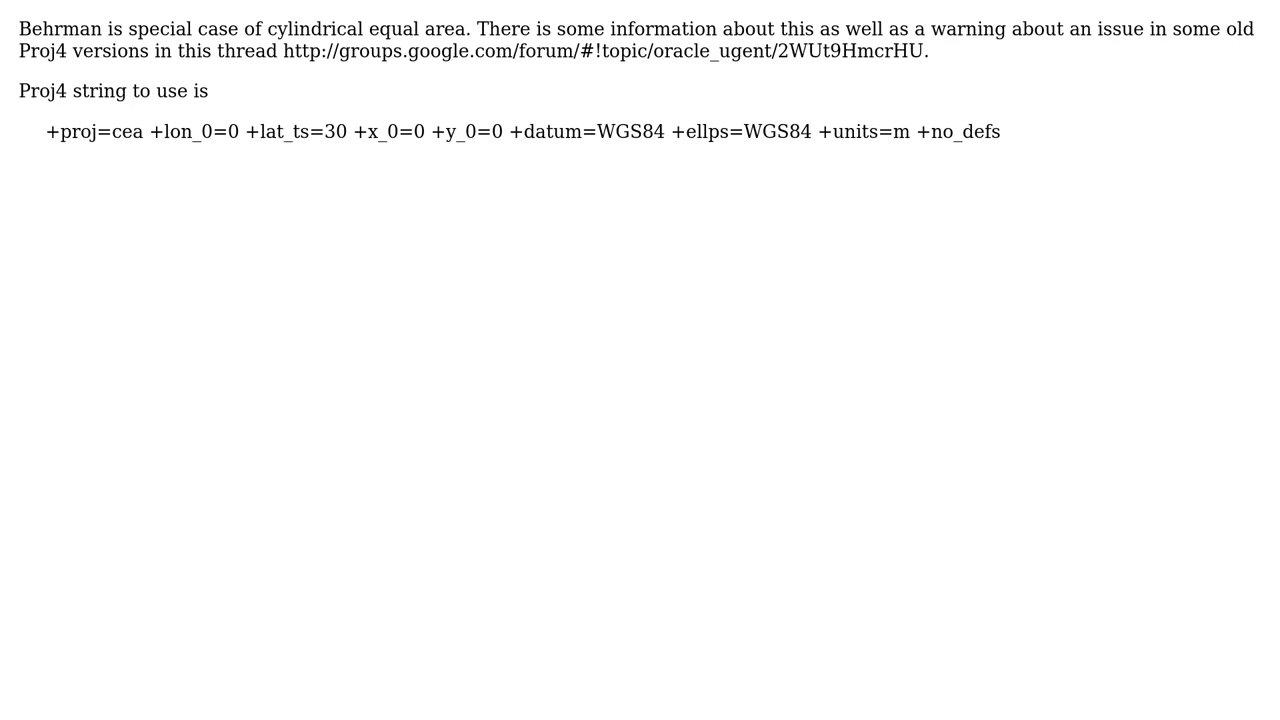 Behrman is special case of cylindrical equal area. There is some information about this as well as a warning about an issue in some old
Proj4 versions in this thread http://groups.google.com/forum/#!topic/oracle_ugent/2WUt9HmcrHU.
Proj4 string to use is
+proj=cea +lon_0=0 +lat_ts=30 +x_0=0 +y_0=0 +datum=WGS84 +ellps=WGS84 +units=m +no_defs